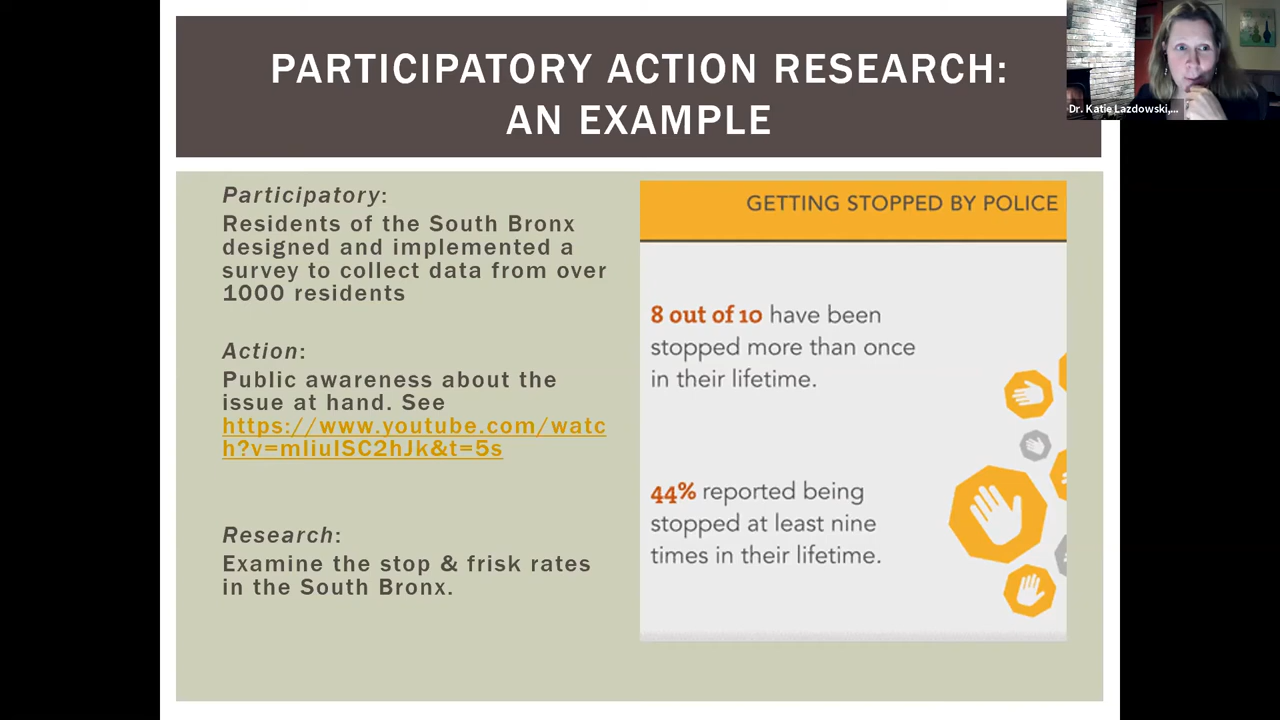 PARTICIPATORY ACTION RESEARCH:
AN EXAMPLE
Dr. Katie Lazdowski,...
Participatory:
Residents of the South Bronx
designed and implemented a
survey to collect data from over
1000 residents
Action:
Public awareness about the
issue at hand. See
https://www.youtube.com/watc
h?v=mIiuISC2hJk&t=5s
Research:
Examine the stop & frisk rates
in the South Bronx.
GETTING STOPPED BY POLICE
8 out of 10 have been
stopped more than once
in their lifetime.
44% reported being
stopped at least nine
times in their lifetime.